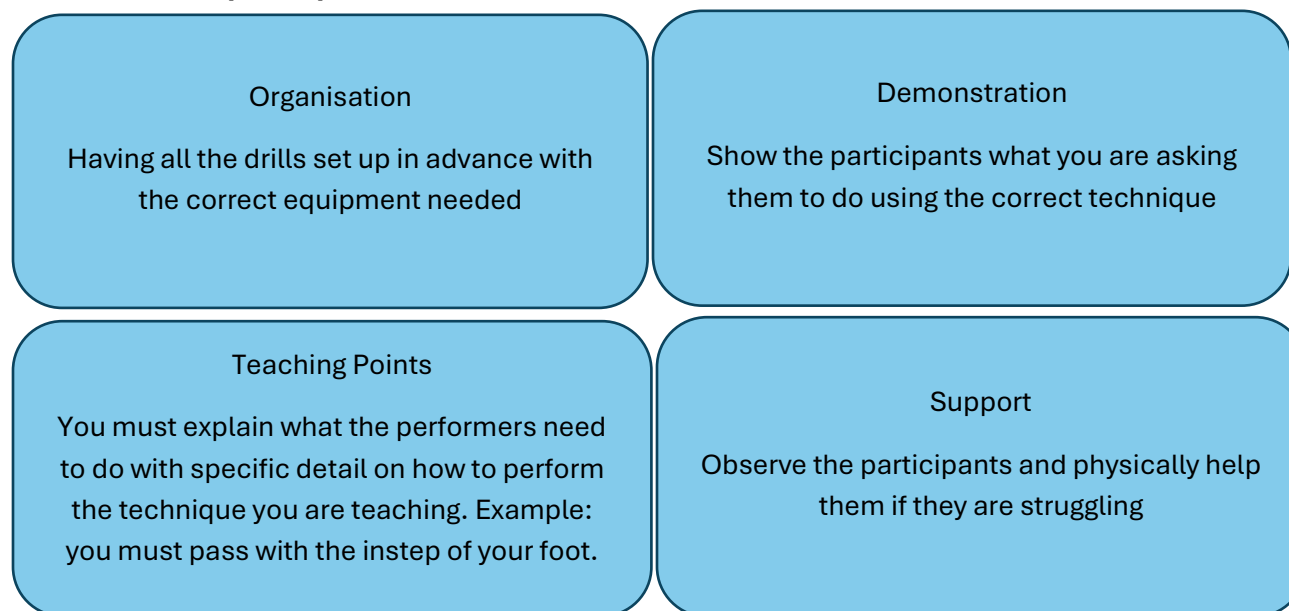 Organisation
Having all the drills set up in advance with
the correct equipment needed
Demonstration
Show the participants what you are asking
them to do using the correct technique
Teaching Points
You must explain what the performers need
to do with specific detail on how to perform
the technique you are teaching. Example:
you must pass with the instep of your foot.
Support
Observe the participants and physically help
them if they are struggling